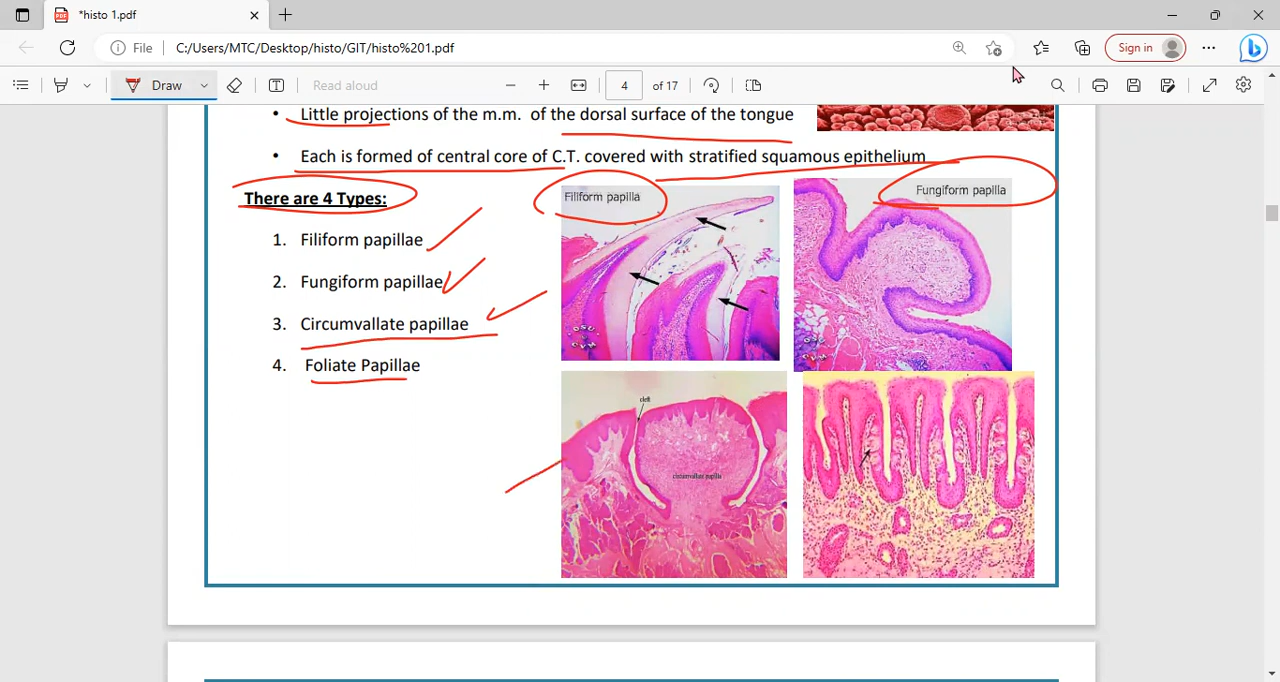 *histo 1.pdf
File
C:/Users/MTC/Desktop/histo/GIT/histo%201.pdf
Sign in
Draw
Read aloud
4
of 17
• Little projections of the m.m. of the dorsal surface of the tongue
• Each is formed of central core of C.T. covered with stratified squamous epithelium
There are 4 Types:
1. Filiform papillae
2. Fungiform papillae
3. Circumvallate papillae
4. Foliate Papillae
Filiform papilla
Fungiform papilla
cleft
circumvallate papilla